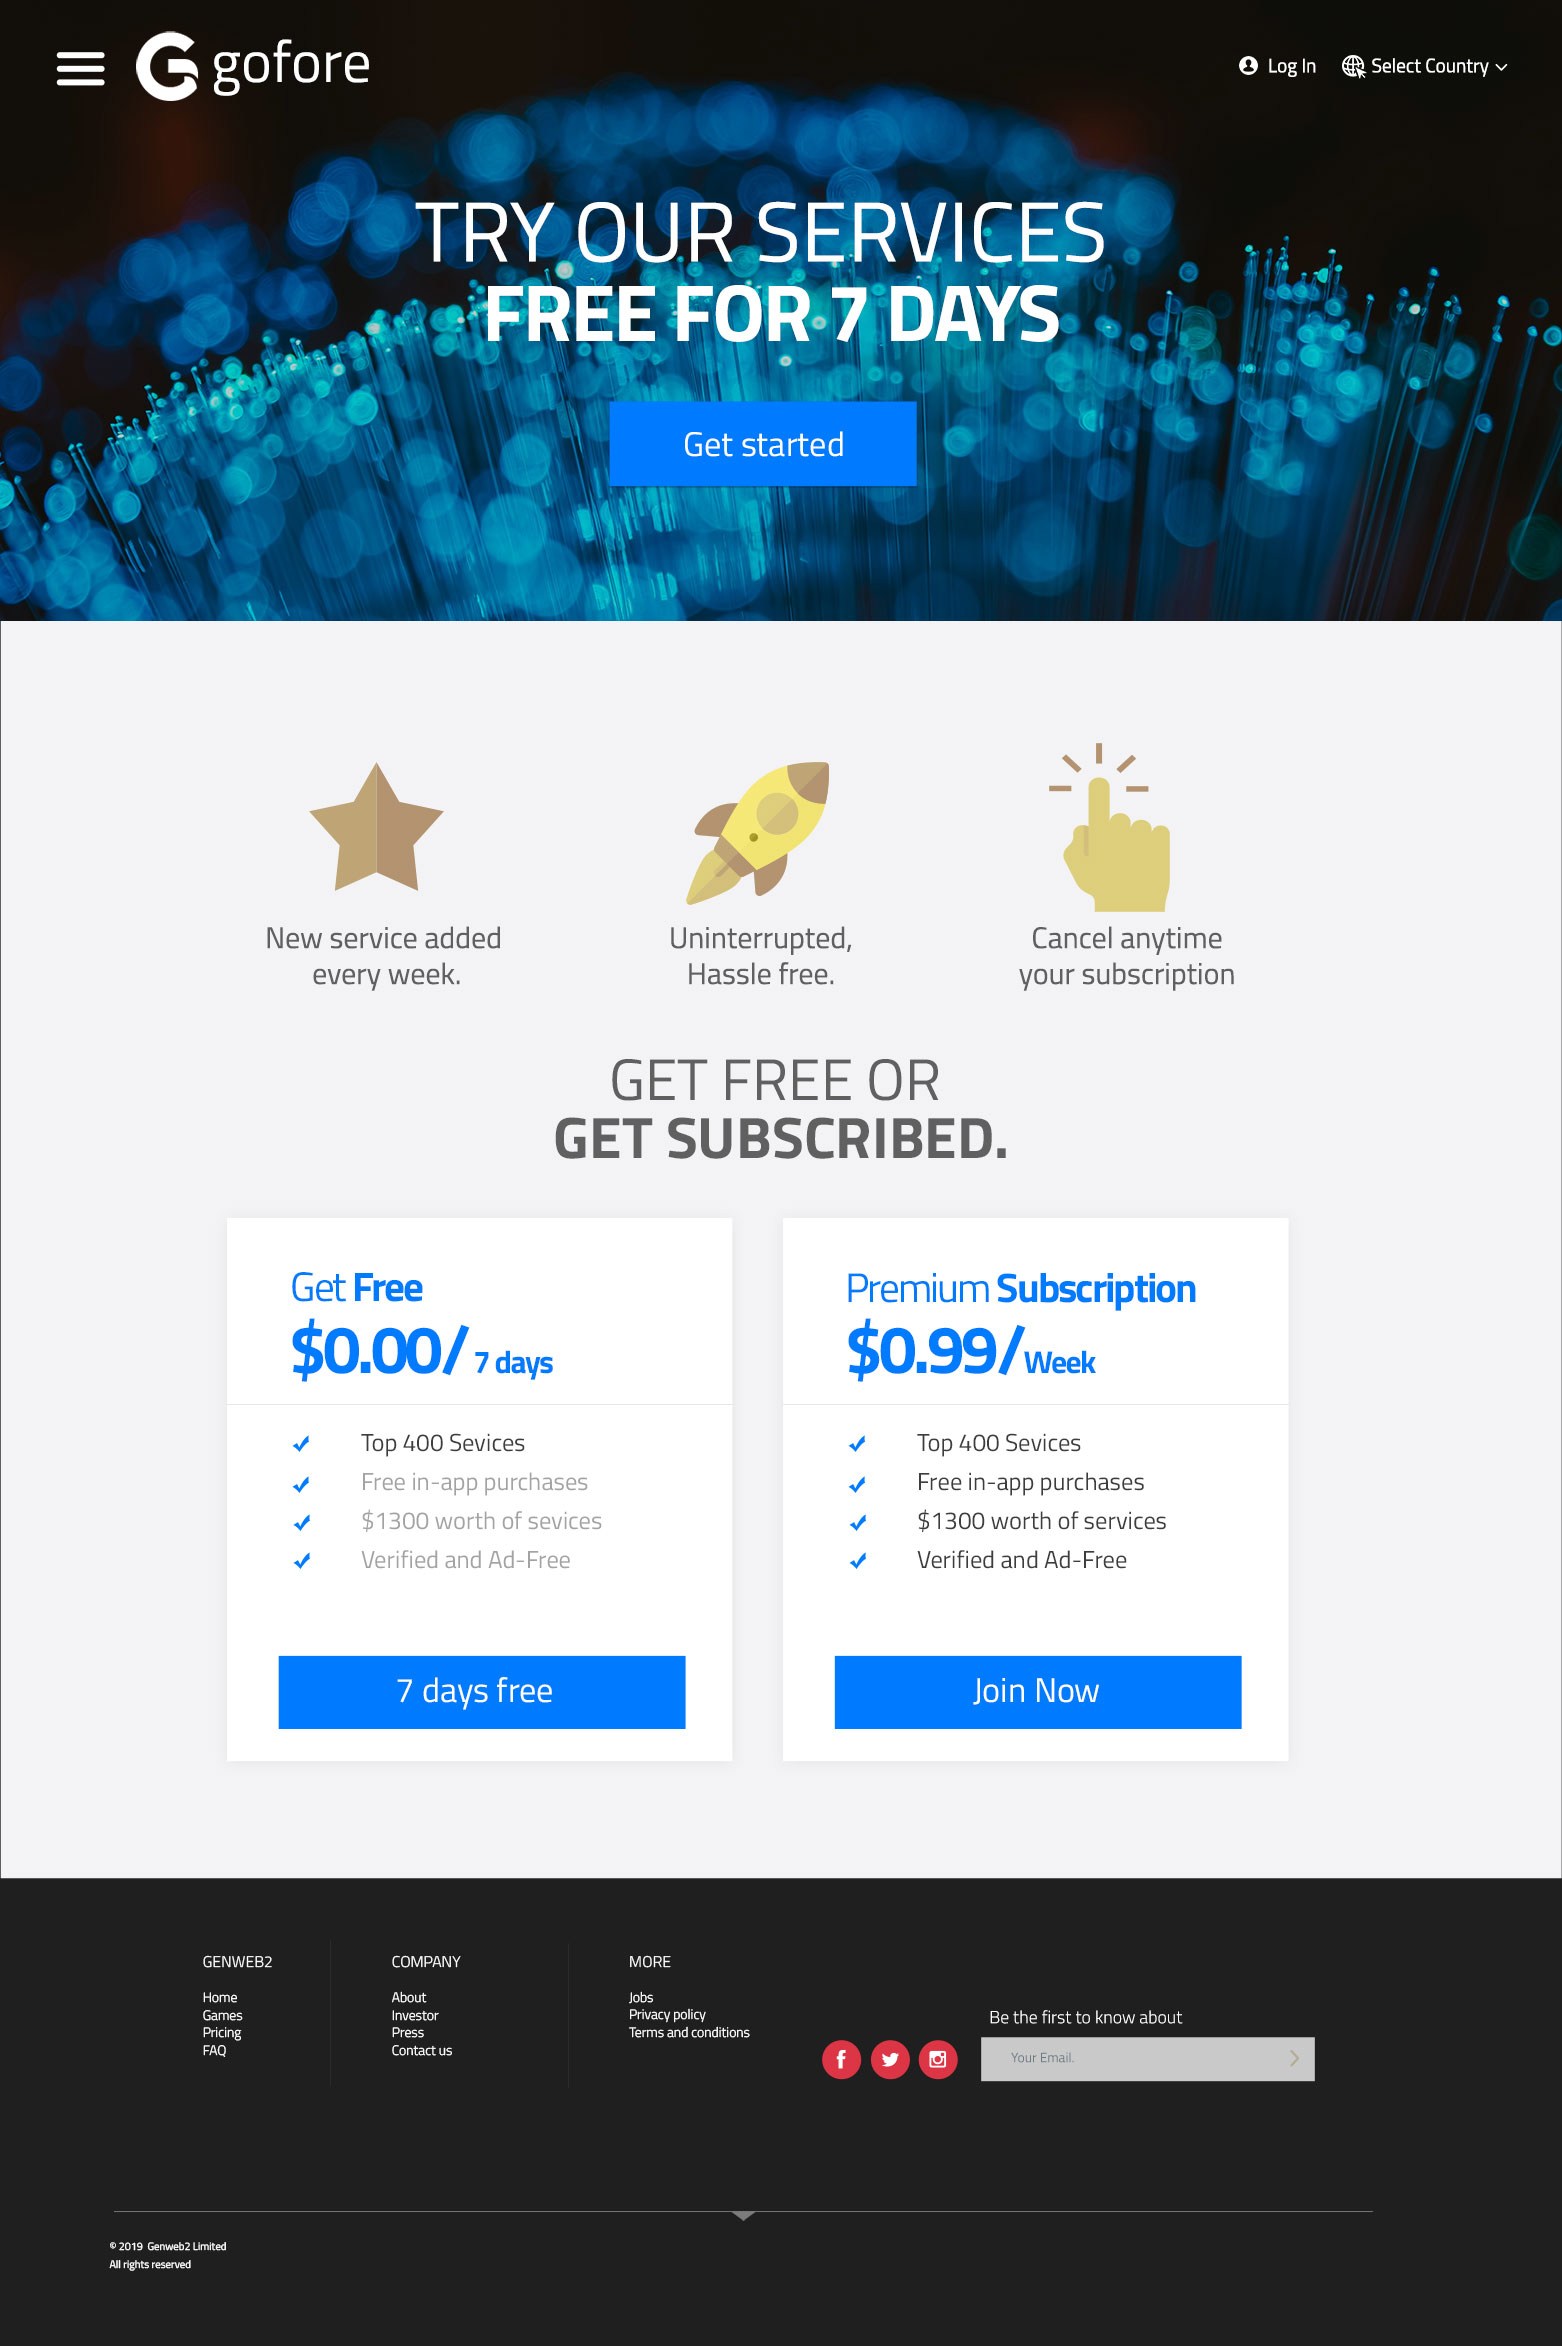 gofore
Log In
Select Country
TRY OUR SERVICES
FREE FOR 7 DAYS
Get started
New service added
every week.
Uninterrupted,
Hassle free.
Cancel anytime
your subscription
GET FREE OR
GET SUBSCRIBED.
Get Free
$0.00/ 7 days
Top 400 Sevices
Free in-app purchases
$1300 worth of sevices
Verified and Ad-Free
7 days free
Premium Subscription
$0.99/Week
Top 400 Sevices
Free in-app purchases
$1300 worth of services
Verified and Ad-Free
Join Now
GENWEB2
Home
Games
Pricing
FAQ
COMPANY
About
Investor
Press
Contact us
MORE
Jobs
Privacy policy
Terms and conditions
Be the first to know about
Your Email.
© 2019 Genweb2 Limited
All rights reserved